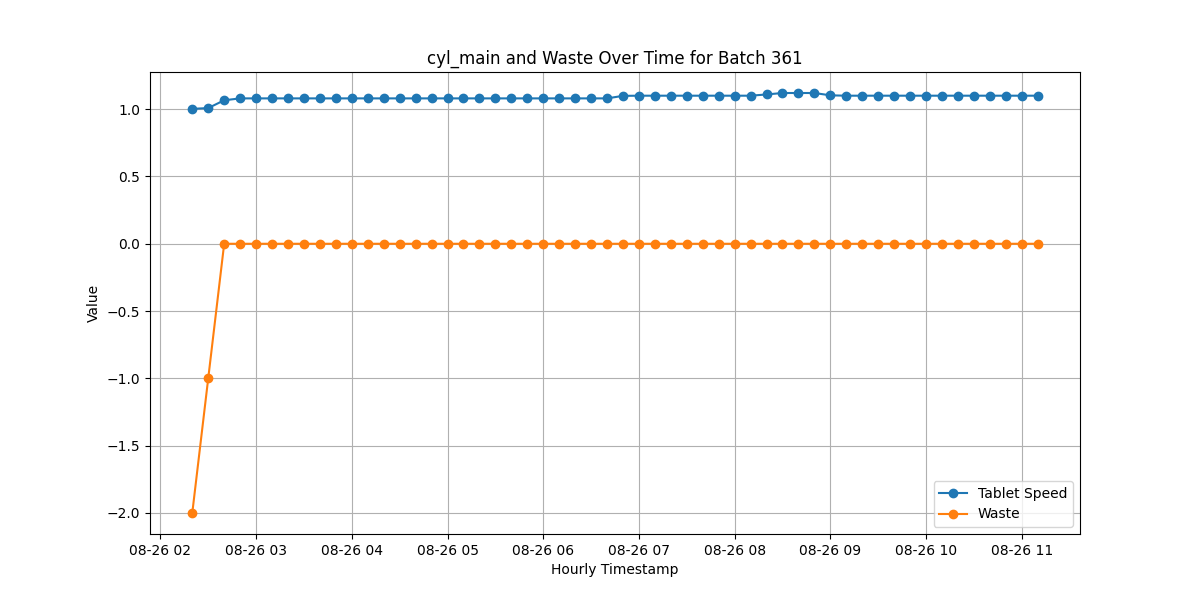 cyl_main and Waste Over Time for Batch 361
1.0
0.5
0.0
−0.5
−1.0
−1.5
−2.0
Value
08-26 02 08-26 03 08-26 04 08-26 05 08-26 06 08-26 07 08-26 08 08-26 09 08-26 10 08-26 11
Hourly Timestamp
Tablet Speed
Waste